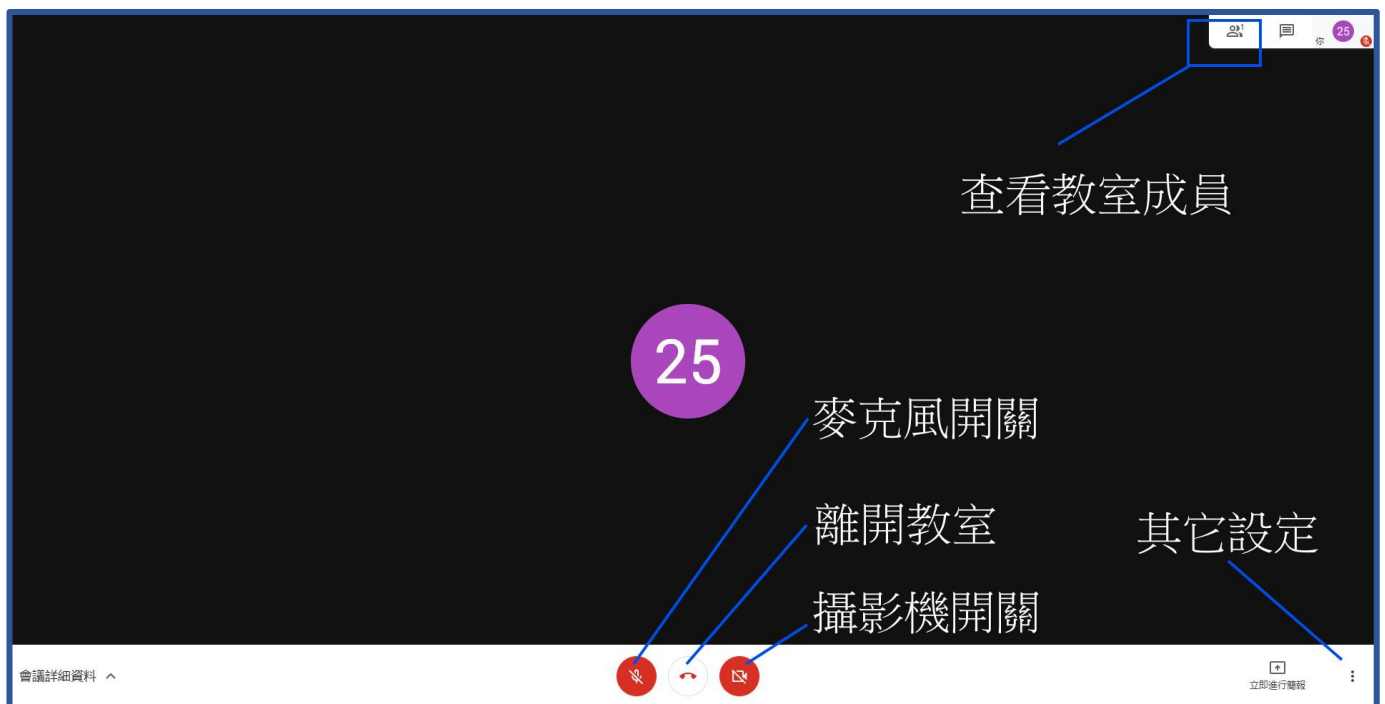 1
你
25
查看教室成員
25
麥克風開關
離開教室
其它設定
攝影機開關
會議詳細資料
立即進行簡報